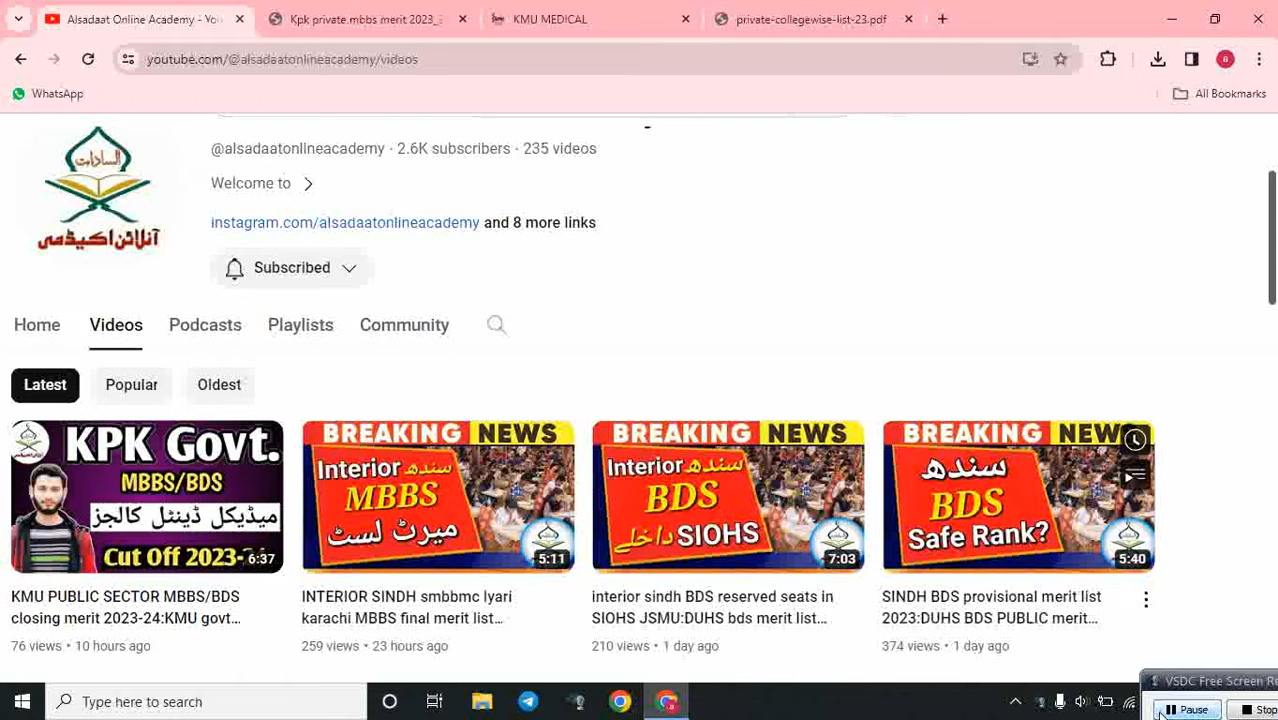 Alsadaat Online Academy - You
Kpk private.mbbs merit 2023_
KMU MEDICAL
private-collegewise-list-23.pdf
youtube.com/@alsadaatonlineacademy/videos
a
WhatsApp
All Bookmarks
السادات
آنلائن اکیڈمی
@alsadaatonlineacademy · 2.6K subscribers · 235 videos
Welcome to
instagram.com/alsadaatonlineacademy and 8 more links
Subscribed
Home
Videos
Podcasts
Playlists
Community
Latest
Popular
Oldest
KPK Govt.
MBBS/BDS
میڈیکل ڈینٹل کالجز
Cut Off 2023-
6:37
BREAKING NEWS
Interior سندھ
MBBS
میرٹ لسٹ
5:11
BREAKING NEWS
Interior سندھ
BDS
SIOHS داخلے
7:03
BREAKING NEW
سندھ
BDS
Safe Rank?
5:40
KMU PUBLIC SECTOR MBBS/BDS
closing merit 2023-24:KMU govt...
76 views · 10 hours ago
INTERIOR SINDH smbbmc lyari
karachi MBBS final merit list...
259 views · 23 hours ago
interior sindh BDS reserved seats in
SIOHS JSMU:DUHS bds merit list...
210 views · 1 day ago
SINDH BDS provisional merit list
2023:DUHS BDS PUBLIC merit...
374 views · 1 day ago
Type here to search
VSDC Free Screen Re
Pause
Stop